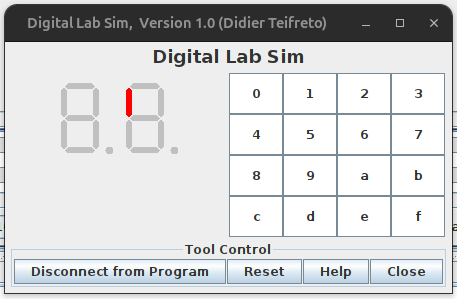 Digital Lab Sim, Version 1.0 (Didier Teifreto)
Digital Lab Sim
0 1 2 3
4 5 6 7
8 9 a b
c d e f
Tool Control
Disconnect from Program Reset Help Close